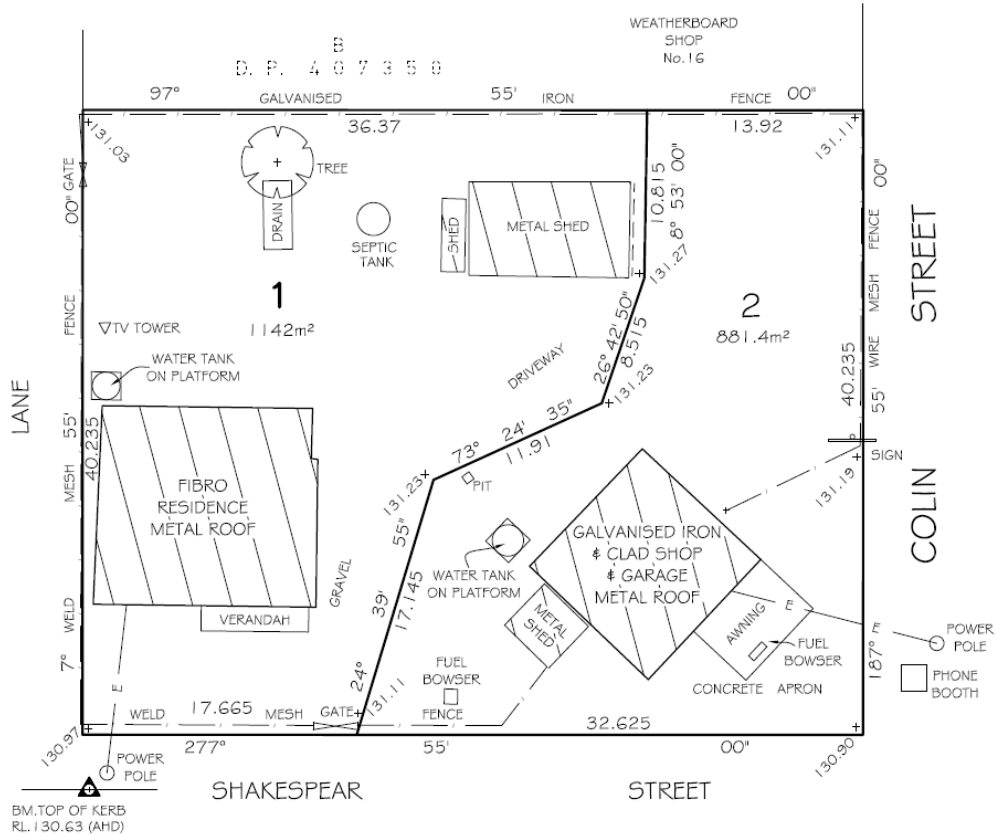 WEATHERBOARD
SHOP
No.16
B
D. P. 407350
97° 55' 00"
GALVANISED IRON FENCE
36.37
13.92
131.03
131.11
TREE
DRAIN
SEPTIC
TANK
SHED
METAL SHED
10.815
8° 53' 00"
131.27
00" GATE
FENCE
MESH 55'
40.235
WELD
7°
LANE
1
1142m²
2
881.4m²
TV TOWER
WATER TANK
ON PLATFORM
DRIVEWAY
26° 42' 50"
8.515
131.23
73° 24' 35"
11.91
131.23
PIT
00"
FENCE
MESH
WIRE
55'
40.235
187°
STREET
COLIN
SIGN
131.19
FIBRO
RESIDENCE
METAL ROOF
VERANDAH
GRAVEL
24° 39' 55"
17.145
131.11
WATER TANK
ON PLATFORM
METAL
SHED
GALVANISED IRON
& CLAD SHOP
& GARAGE
METAL ROOF
AWNING
FUEL
BOWSER
CONCRETE APRON
E
E
POWER
POLE
PHONE
BOOTH
FUEL
BOWSER
E
WELD
17.665
MESH
GATE
FENCE
32.625
130.97
130.90
277° 55' 00"
POWER
POLE
SHAKESPEAR STREET
BM.TOP OF KERB
RL.130.63 (AHD)